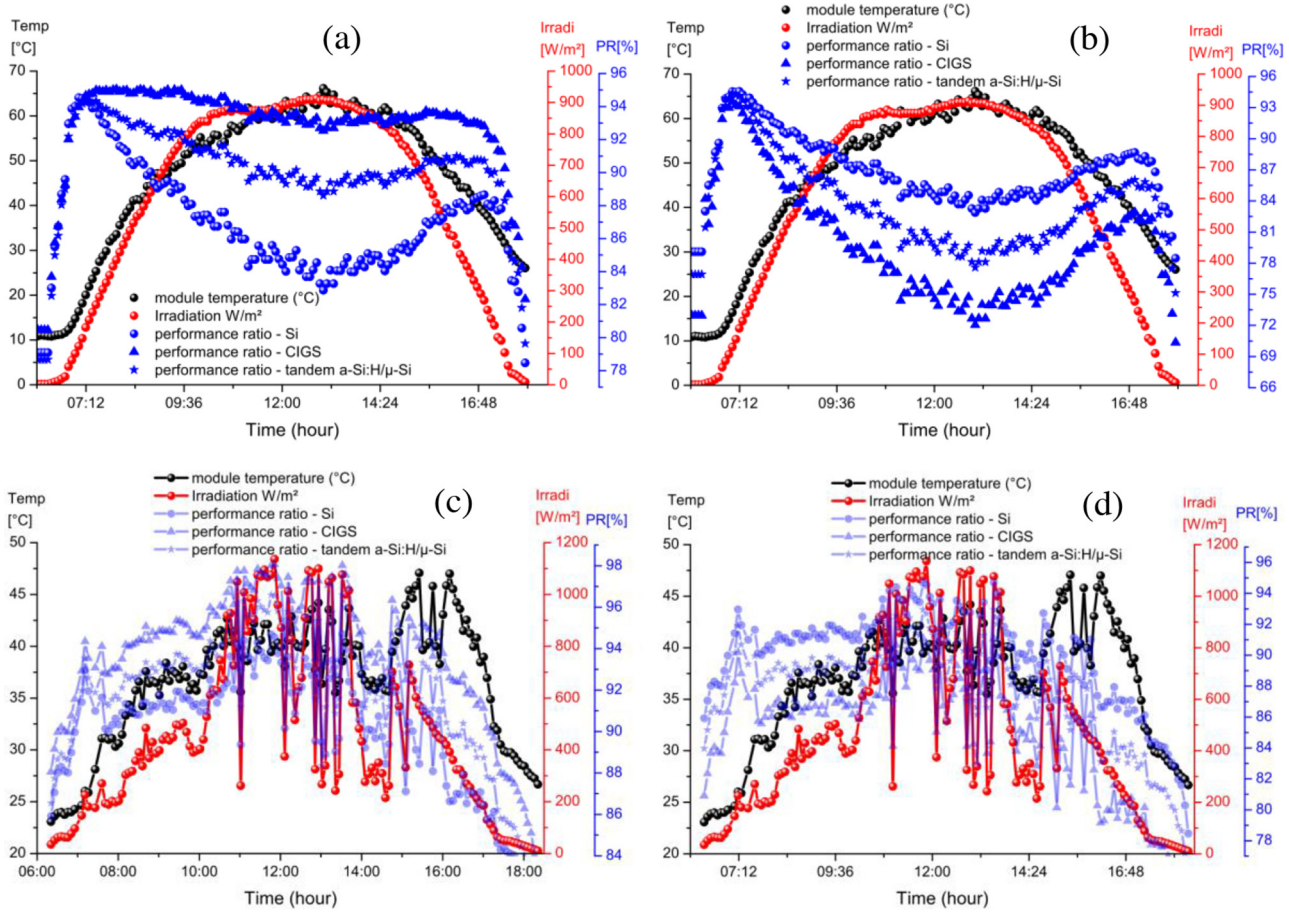 (a)
Temp
[°C]
Irradi
[W/m²]
PR[%]
70
60
50
40
30
20
10
0
1000
900
800
700
600
500
400
300
200
100
0
96
94
92
90
88
86
84
82
80
78
module temperature (°C)
Irradiation W/m²
performance ratio - Si
performance ratio - CIGS
performance ratio - tandem a-Si:H/µ-Si
07:12
09:36
12:00
14:24
16:48
Time (hour)
module temperature (°C)
Irradiation W/m²
performance ratio - Si
performance ratio - CIGS
performance ratio - tandem a-Si:H/µ-Si
(b)
Temp
[°C]
Irradi
[W/m²]
PR[%]
70
60
50
40
30
20
10
0
1000
900
800
700
600
500
400
300
200
100
0
96
93
90
87
84
81
78
75
72
69
66
07:12
09:36
12:00
14:24
16:48
Time (hour)
module temperature (°C)
Irradiation W/m²
performance ratio - Si
performance ratio - CIGS
performance ratio - tandem a-Si:H/µ-Si
(c)
Temp
[°C]
Irradi
[W/m²]
PR[%]
50
45
40
35
30
25
20
1200
1000
800
600
400
200
0
98
96
94
92
90
88
86
84
06:00
08:00
10:00
12:00
14:00
16:00
18:00
Time (hour)
module temperature (°C)
Irradiation W/m²
performance ratio - Si
performance ratio - CIGS
performance ratio - tandem a-Si:H/µ-Si
(d)
Temp
[°C]
Irradi
[W/m²]
PR[%]
50
45
40
35
30
25
20
1200
1000
800
600
400
200
0
96
94
92
90
88
86
84
82
80
78
07:12
09:36
12:00
14:24
16:48
Time (hour)